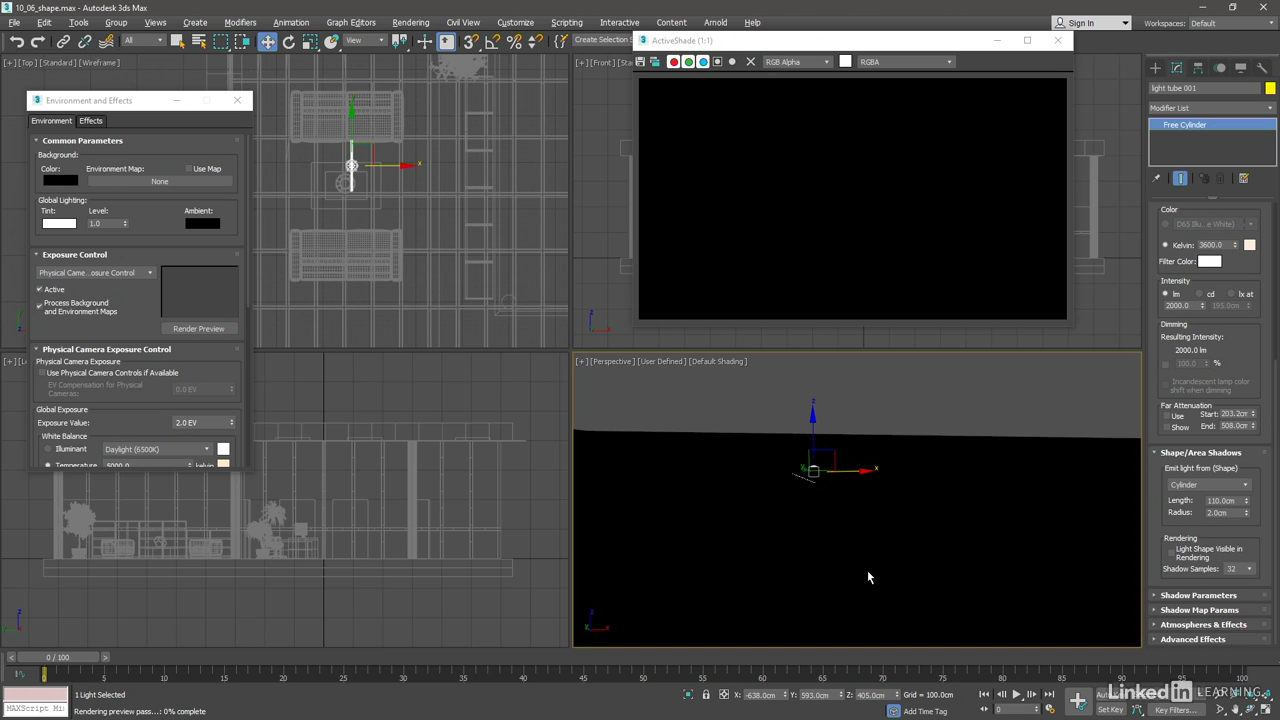 10_06_shape.max - Autodesk 3ds Max
File Edit Tools Group Views Create Modifiers Animation Graph Editors Rendering Civil View Customize Scripting Interactive Content Arnold Help
Sign In Workspaces: Default
All View Create Selection
ActiveShade (1:1)
RGB Alpha RGBA
[+] [Top] [Standard] [Wireframe]
[+] [Front]
Environment and Effects
Environment Effects
Common Parameters
Background:
Color: Environment Map: Use Map
None
Global Lighting:
Tint: Level: Ambient:
1.0
Exposure Control
Physical Came...osure Control
Active
Process Background
and Environment Maps
Render Preview
Physical Camera Exposure Control
Physical Camera Exposure
Use Physical Camera Controls if Available
EV Compensation for Physical
Cameras:
0.0 EV
Global Exposure
Exposure Value: 2.0 EV
White Balance
Illuminant Daylight (6500K)
Temperature 5000.0 kelvin
x
z
[+] [Perspective] [User Defined] [Default Shading]
z
y
x
z
y x
light tube 001
Modifier List
Free Cylinder
Color
D65 Illu...e White)
Kelvin: 3600.0
Filter Color:
Intensity
lm cd lx at
2000.0 195.0cm
Dimming
Resulting Intensity:
2000.0 lm
100.0 %
Incandescent lamp color
shift when dimming
Far Attenuation
Use Start: 203.2cm
Show End: 508.0cm
Shape/Area Shadows
Emit light from (Shape)
Cylinder
Length: 110.0cm
Radius: 2.0cm
Rendering
Light Shape Visible in
Rendering
Shadow Samples: 32
Shadow Parameters
Shadow Map Params
Atmospheres & Effects
Advanced Effects
0 / 100
0 5 10 15 20 25 30 35 40 45 50 55 60 65 70 75 80 85 90 95 100
1 Light Selected
X: -638.0cm Y: 593.0cm Z: 405.0cm Grid = 100.0cm
MAXScript Mi
Rendering preview pass...: 0% complete
Add Time Tag
0
Set Key
Key Filters...
LinkedIn LEARNING